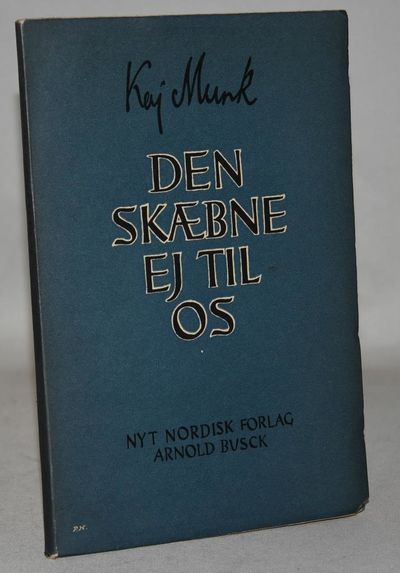 Kaj Munk
DEN
SKÆBNE
EJ TIL
OS
NYT NORDISK FORLAG
ARNOLD BUSCK
P.H.